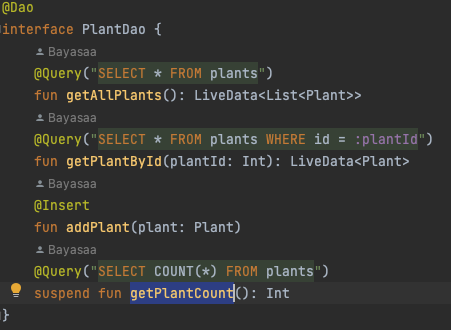 @Dao
interface PlantDao {
Bayasaa
@Query("SELECT * FROM plants")
fun getAllPlants(): LiveData<List<Plant>>
Bayasaa
@Query("SELECT * FROM plants WHERE id = :plantId")
fun getPlantById(plantId: Int): LiveData<Plant>
Bayasaa
@Insert
fun addPlant(plant: Plant)
Bayasaa
@Query("SELECT COUNT(*) FROM plants")
suspend fun getPlantCount(): Int
}